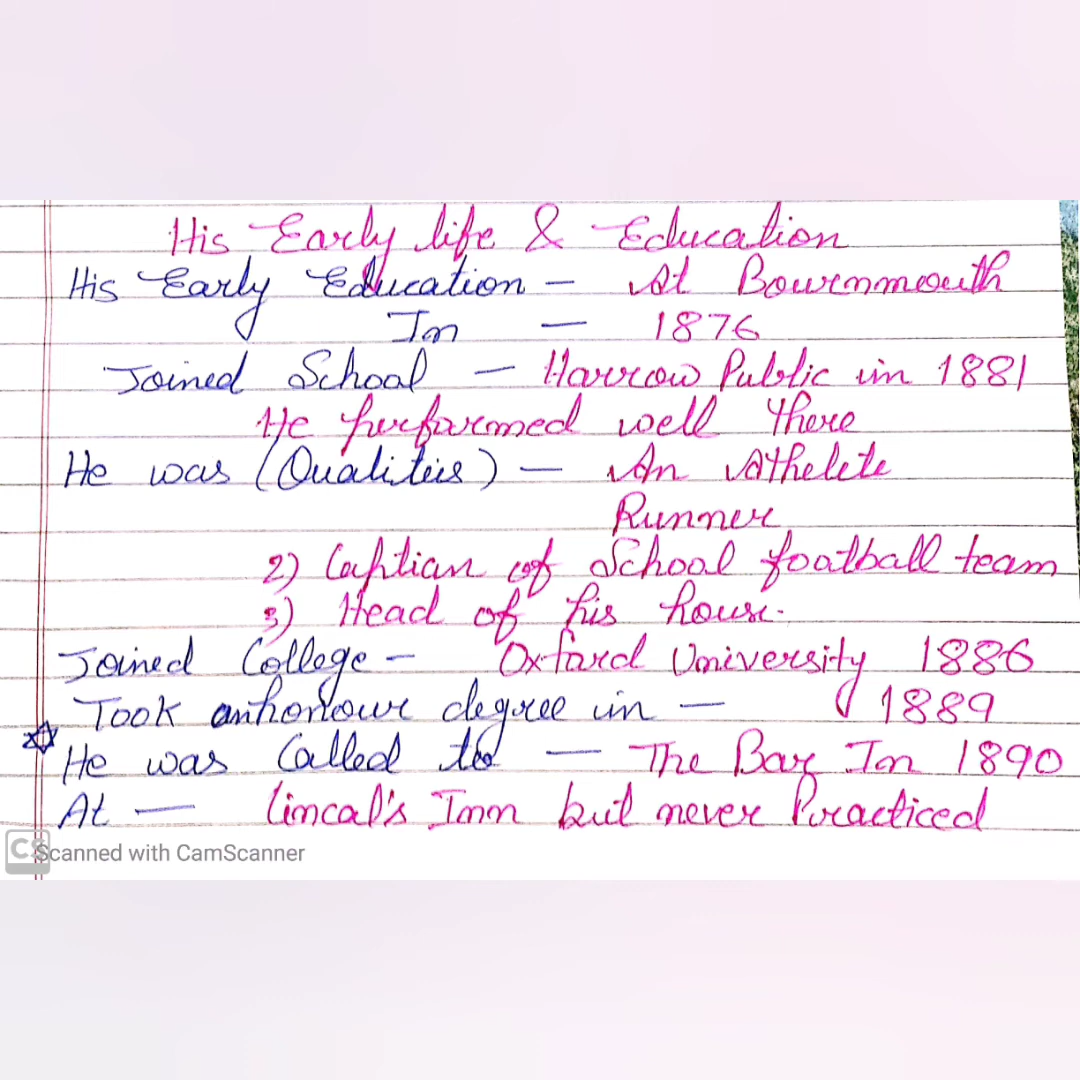 His Early life & Education
His Early Education - At Bournmouth
In - 1876
Joined School - Harrow Public in 1881
He performed well there
He was (Qualities) - An Athelete
Runner
2) Captian of School football team
3) Head of his house.
Joined College - Oxford University 1886
Took an honour degree in - 1889
He was Called to - The Bar In 1890
At - Lincal's Inn but never Practiced
CS Scanned with CamScanner